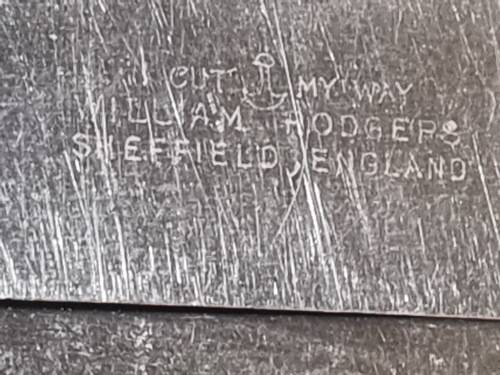 I CUT MY WAY
WILLIAM RODGERS
SHEFFIELD, ENGLAND